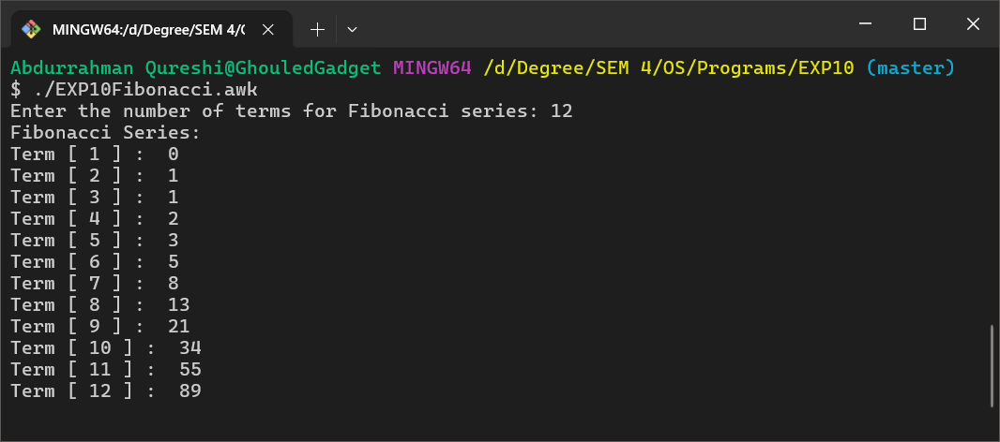 MINGW64:/d/Degree/SEM 4/
Abdurrahman Qureshi@GhouledGadget MINGW64 /d/Degree/SEM 4/OS/Programs/EXP10 (master)
$ ./EXP10Fibonacci.awk
Enter the number of terms for Fibonacci series: 12
Fibonacci Series:
Term [ 1 ] :  0
Term [ 2 ] :  1
Term [ 3 ] :  1
Term [ 4 ] :  2
Term [ 5 ] :  3
Term [ 6 ] :  5
Term [ 7 ] :  8
Term [ 8 ] :  13
Term [ 9 ] :  21
Term [ 10 ] :  34
Term [ 11 ] :  55
Term [ 12 ] :  89